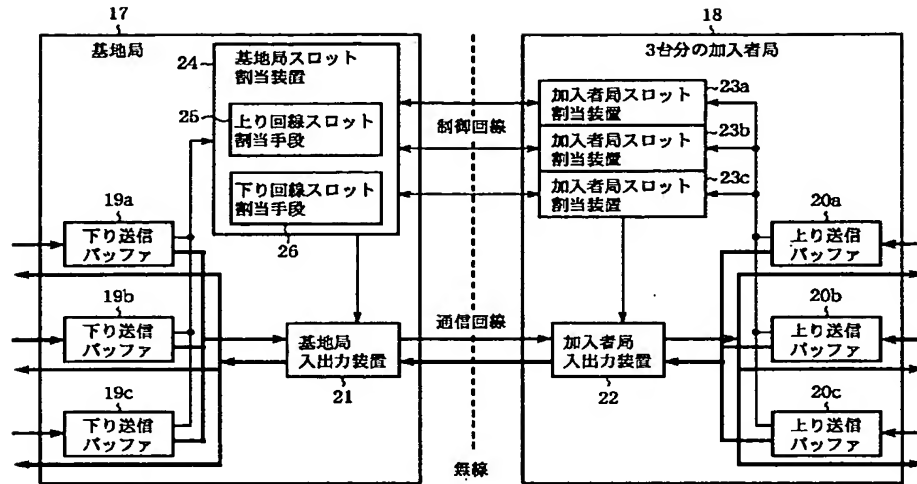 17
基地局
24
基地局スロット
割当装置
25
上り回線スロット
割当手段
下り回線スロット
割当手段
26
19a
下り送信
バッファ
19b
下り送信
バッファ
19c
下り送信
バッファ
基地局
入出力装置
21
制御回線
通信回線
無線
18
3台分の加入者局
23a
加入者局スロット
割当装置
23b
加入者局スロット
割当装置
23c
加入者局スロット
割当装置
加入者局
入出力装置
22
20a
上り送信
バッファ
20b
上り送信
バッファ
20c
上り送信
バッファ